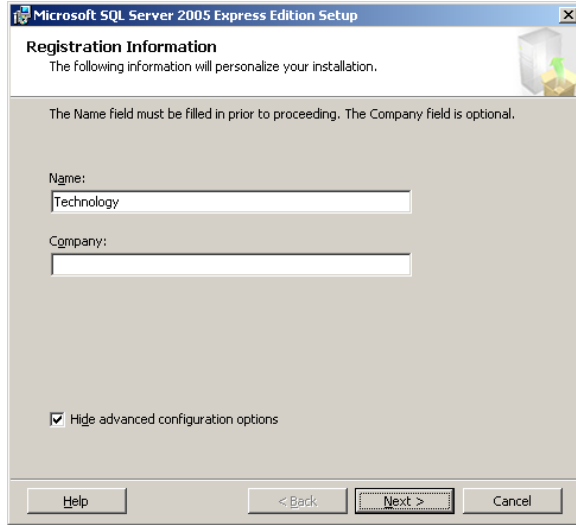 Microsoft SQL Server 2005 Express Edition Setup
Registration Information
The following information will personalize your installation.
The Name field must be filled in prior to proceeding. The Company field is optional.
Name:
Technology
Company:
Hide advanced configuration options
Help < Back Next > Cancel